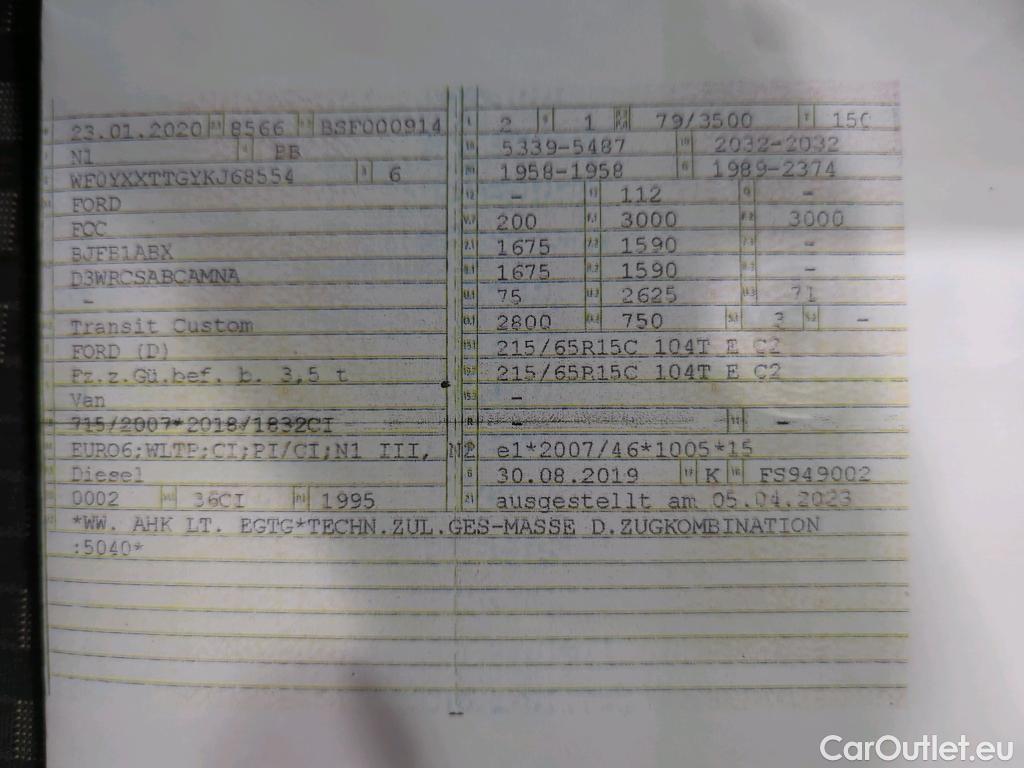 23.01.2020 8566 BSF000914
N1 BB
WF0YXXTTGYKJ68554 6
FORD
FCC
BJFB1ABX
D3WRCSABCAMNA
-
Transit Custom
FORD (D)
Fz.z.Gü.bef. b. 3,5 t
Van
715/2007*2018/1832CI
EURO6;WLTP;CI;PI/CI;N1 III, N2
Diesel
0002 36CI 1995
*WW. AHK LT. EGTG*TECHN.ZUL.GES-MASSE D.ZUGKOMBINATION
:5040*
2 1 79/3500 150
5339-5487 2032-2032
1958-1958 1989-2374
- 112 -
200 3000 3000
1675 1590 -
1675 1590 -
75 2625 71
2800 750 3 -
215/65R15C 104T E C2
215/65R15C 104T E C2
-
R - 11 -
e1*2007/46*1005*15
30.08.2019 K FS949002
21 ausgestellt am 05.04.2023
CarOutlet.eu